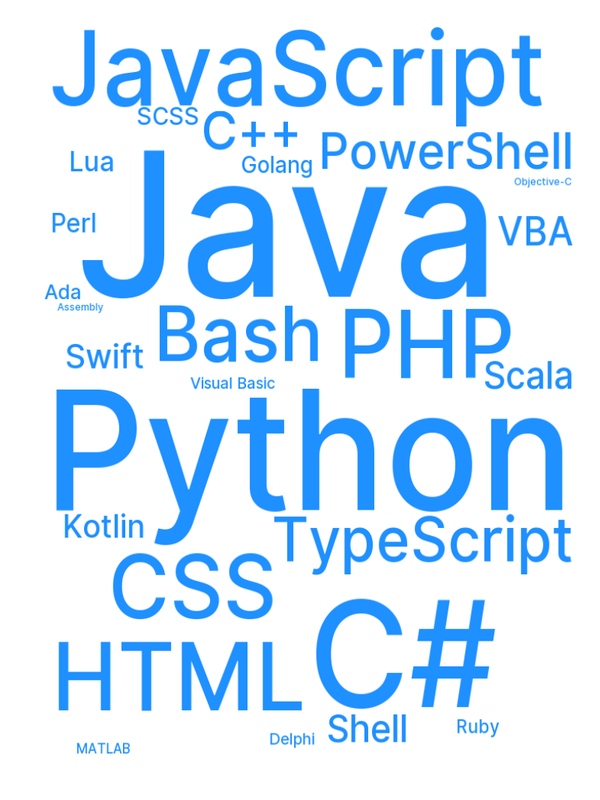 JavaScript
SCSS
C++
Golang
PowerShell
Lua
Objective-C
Java
Perl
VBA
Ada
Assembly
Bash
PHP
Swift
Scala
Visual Basic
Python
Kotlin
TypeScript
CSS
C#
HTML
Shell
Ruby
Delphi
MATLAB